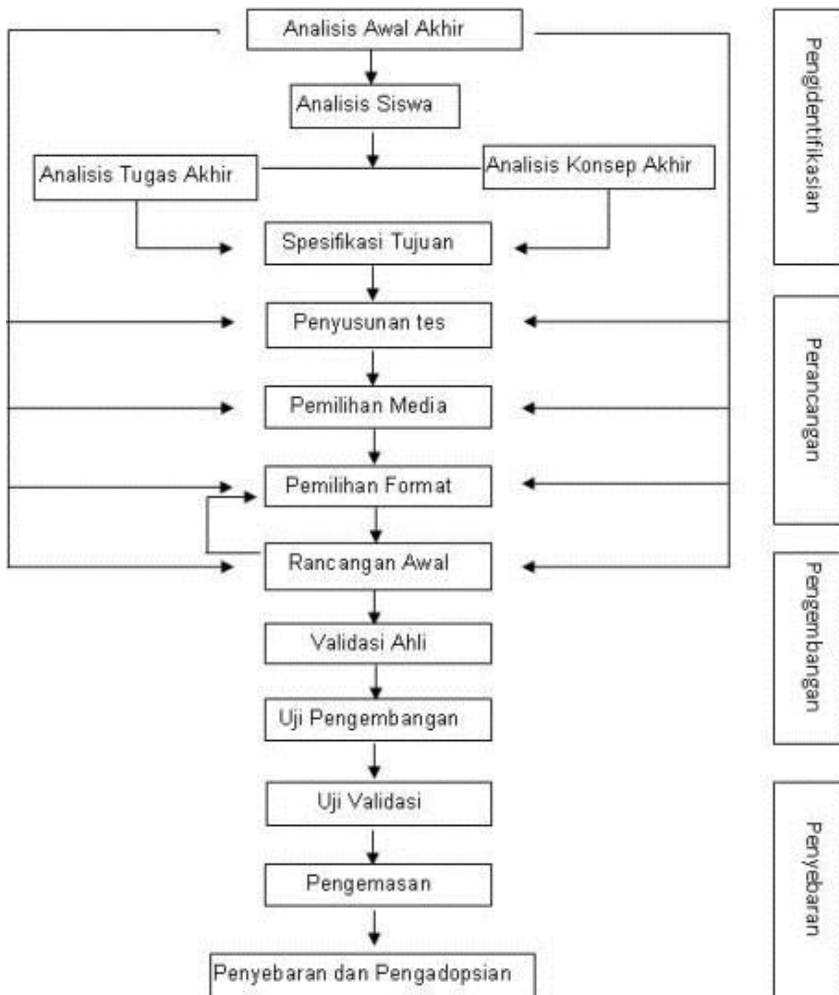 Analisis Awal Akhir
Analisis Siswa
Analisis Tugas Akhir
Analisis Konsep Akhir
Spesifikasi Tujuan
Penyusunan tes
Pemilihan Media
Pemilihan Format
Rancangan Awal
Validasi Ahli
Uji Pengembangan
Uji Validasi
Pengemasan
Penyebaran dan Pengadopsian
Pengidentifikasian
Perancangan
Pengembangan
Penyebaran